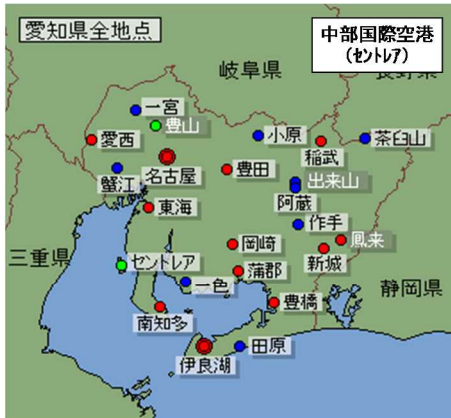 愛知県全地点
中部国際空港
(セントレア)
岐阜県
長野県
一宮
豊山
愛西
小原
稲武
茶臼山
名古屋
蟹江
豊田
出来山
阿蔵
東海
作手
岡崎
鳳来
新城
三重県
セントレア
蒲郡
一色
静岡県
豊橋
南知多
伊良湖
田原